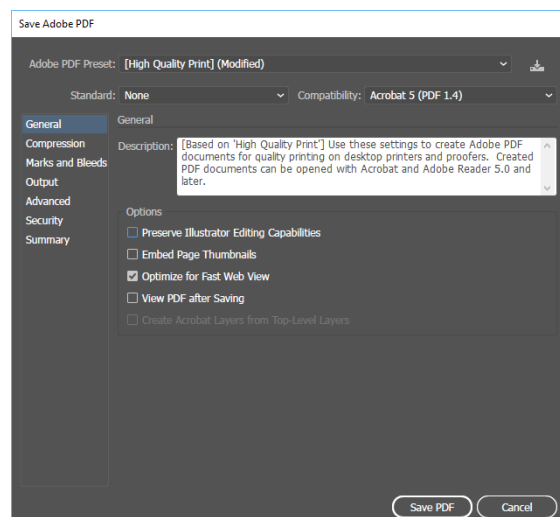 Save Adobe PDF
Adobe PDF Preset: [High Quality Print] (Modified)
Standard: None Compatibility: Acrobat 5 (PDF 1.4)
General
Compression
Marks and Bleeds
Output
Advanced
Security
Summary
General
Description: [Based on 'High Quality Print'] Use these settings to create Adobe PDF
documents for quality printing on desktop printers and proofers. Created
PDF documents can be opened with Acrobat and Adobe Reader 5.0 and
later.
Options
Preserve Illustrator Editing Capabilities
Embed Page Thumbnails
Optimize for Fast Web View
View PDF after Saving
Create Acrobat Layers from Top-Level Layers
Save PDF Cancel